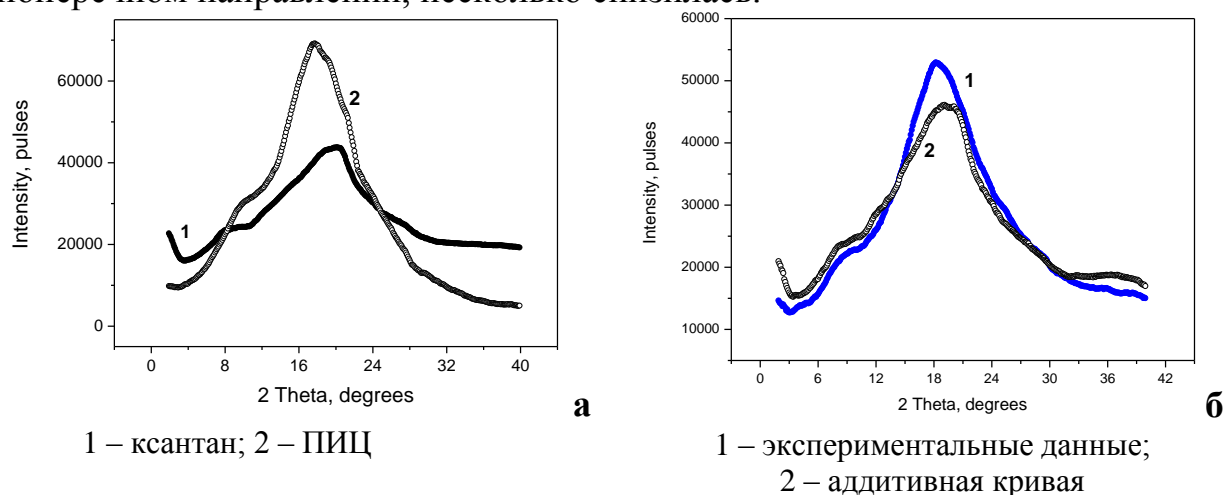 поперечном направлении, несколько снизилась.
60000
40000
20000
0
Intensity, pulses
1
2
0 8 16 24 32 40
2 Theta, degrees
а
1 – ксантан; 2 – ПИЦ
60000
50000
40000
30000
20000
10000
Intensity, pulses
1
2
0 6 12 18 24 30 36 42
2 Theta, degrees
б
1 – экспериментальные данные;
2 – аддитивная кривая